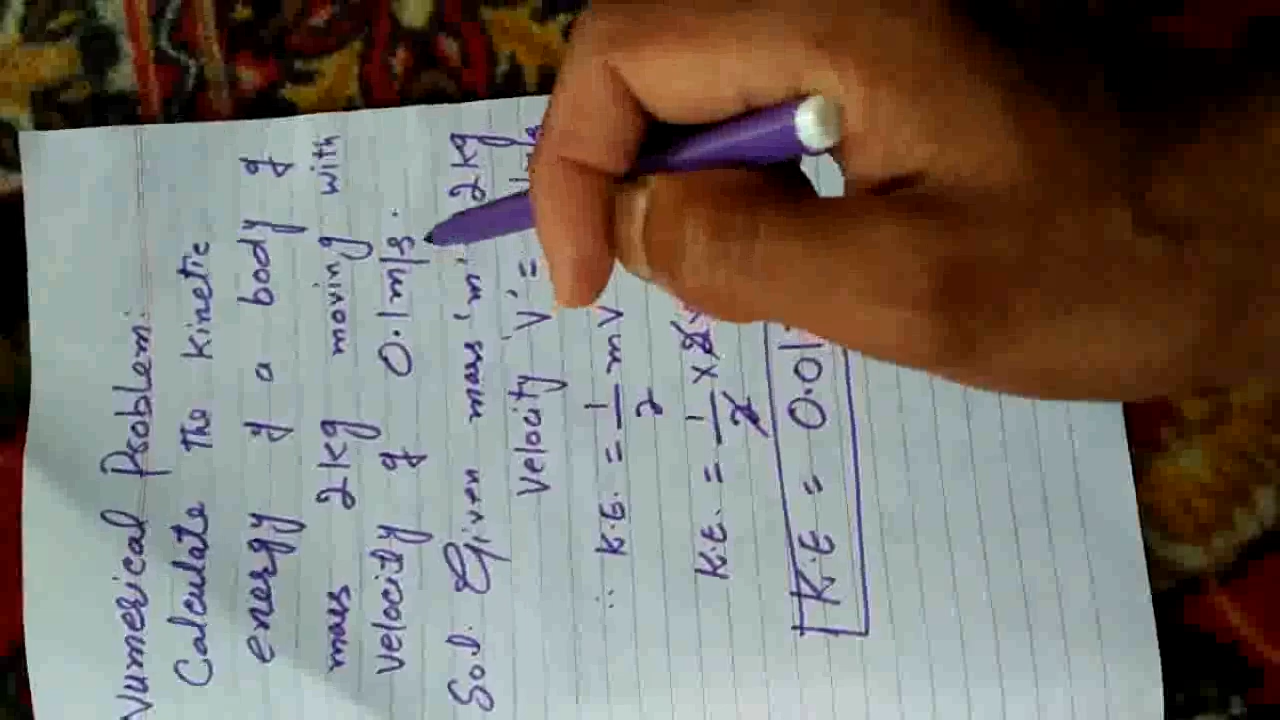 Numerical Problem:
Calculate the kinetic
energy of a body of
mass 2kg moving with
velocity of 0.1m/s.
Sol. Given mass 'm' 2kg
Velocity 'V' =
∴ K.E. = 1/2 mV
K.E. = 1/2 × 2
K.E = 0.01